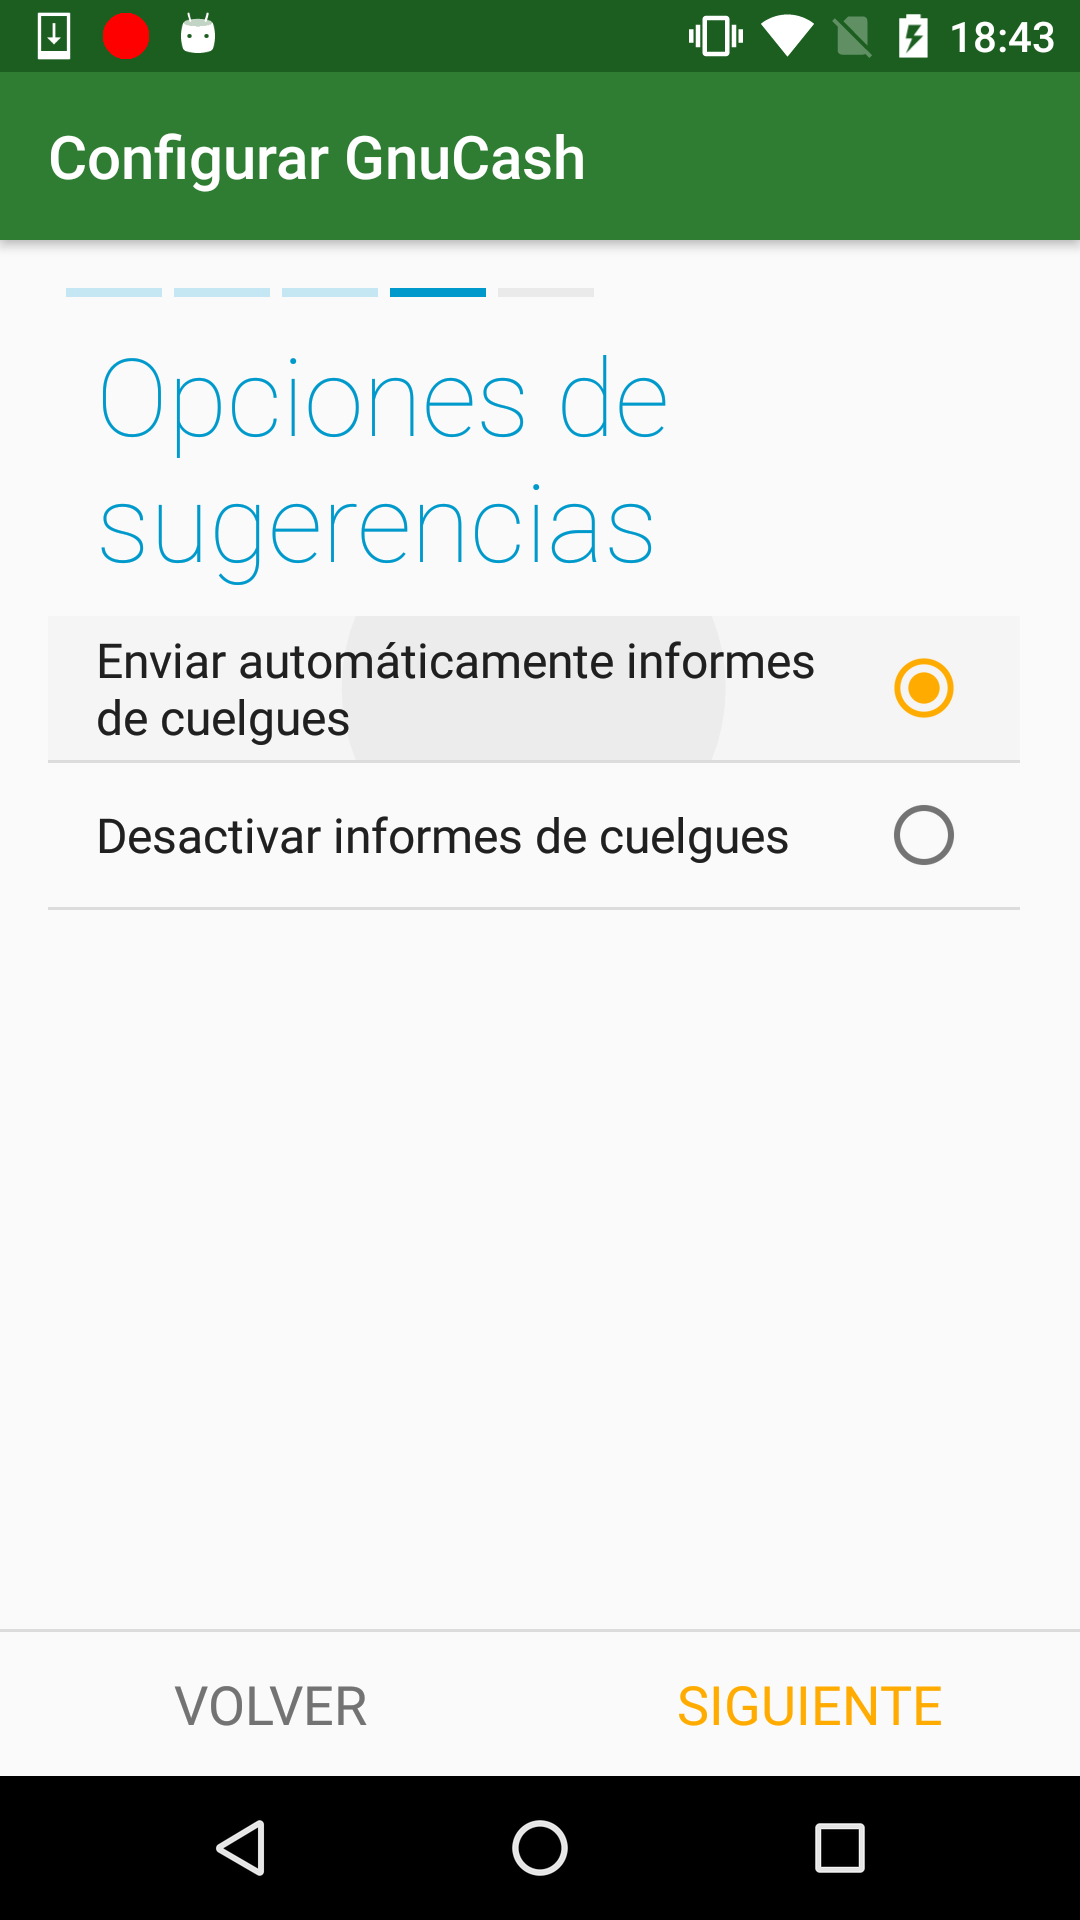 18:43
Configurar GnuCash
Opciones de
sugerencias
Enviar automáticamente informes
de cuelgues
Desactivar informes de cuelgues
VOLVER
SIGUIENTE